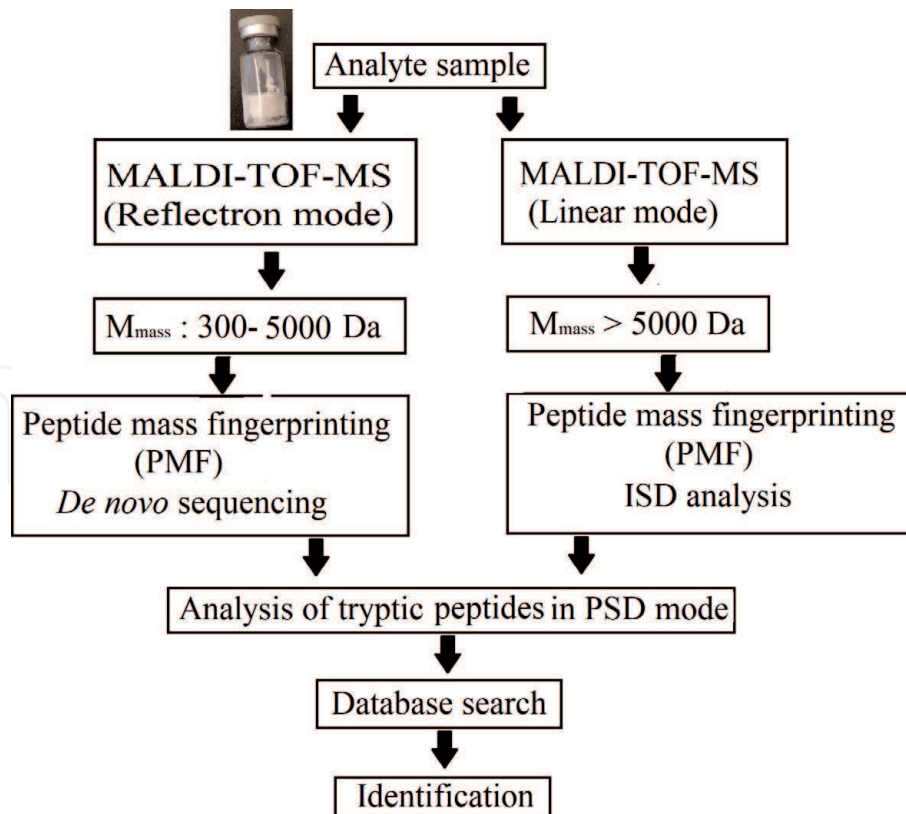 Analyte sample
MALDI-TOF-MS
(Reflectron mode)
MALDI-TOF-MS
(Linear mode)
Mmass : 300- 5000 Da
Mmass > 5000 Da
Peptide mass fingerprinting
(PMF)
De novo sequencing
Peptide mass fingerprinting
(PMF)
ISD analysis
Analysis of tryptic peptides in PSD mode
Database search
Identification